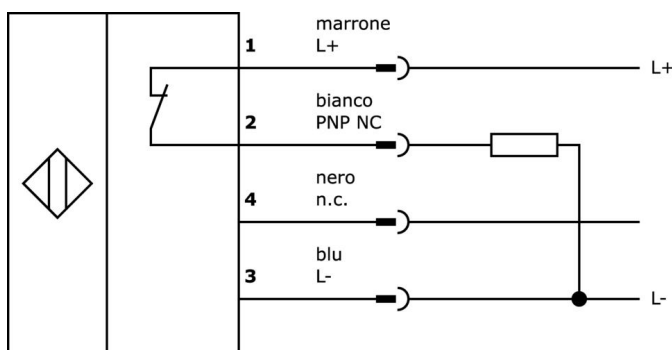 marrone
1 L+
L+
bianco
2 PNP NC
nero
4 n.c.
blu
3 L-
L-